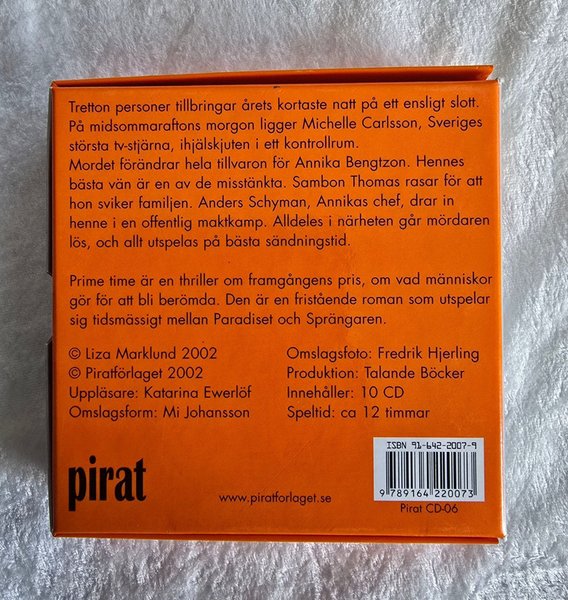 Tretton personer tillbringar årets kortaste natt på ett ensligt slott.
På midsommaraftons morgon ligger Michelle Carlsson, Sveriges
största tv-stjärna, ihjälskjuten i ett kontrollrum.
Mordet förändrar hela tillvaron för Annika Bengtzon. Hennes
bästa vän är en av de misstänkta. Sambon Thomas rasar för att
hon sviker familjen. Anders Schyman, Annikas chef, drar in
henne i en offentlig maktkamp. Alldeles i närheten går mördaren
lös, och allt utspelas på bästa sändningstid.
Prime time är en thriller om framgångens pris, om vad människor
gör för att bli berömda. Den är en fristående roman som utspelar
sig tidsmässigt mellan Paradiset och Sprängaren.
© Liza Marklund 2002
© Piratförlaget 2002
Uppläsare: Katarina Ewerlöf
Omslagsform: Mi Johansson
Omslagsfoto: Fredrik Hjerling
Produktion: Talande Böcker
Innehåller: 10 CD
Speltid: ca 12 timmar
pirat
www.piratforlaget.se
ISBN 91-642-2007-9
9 789164 220073
Pirat CD-06